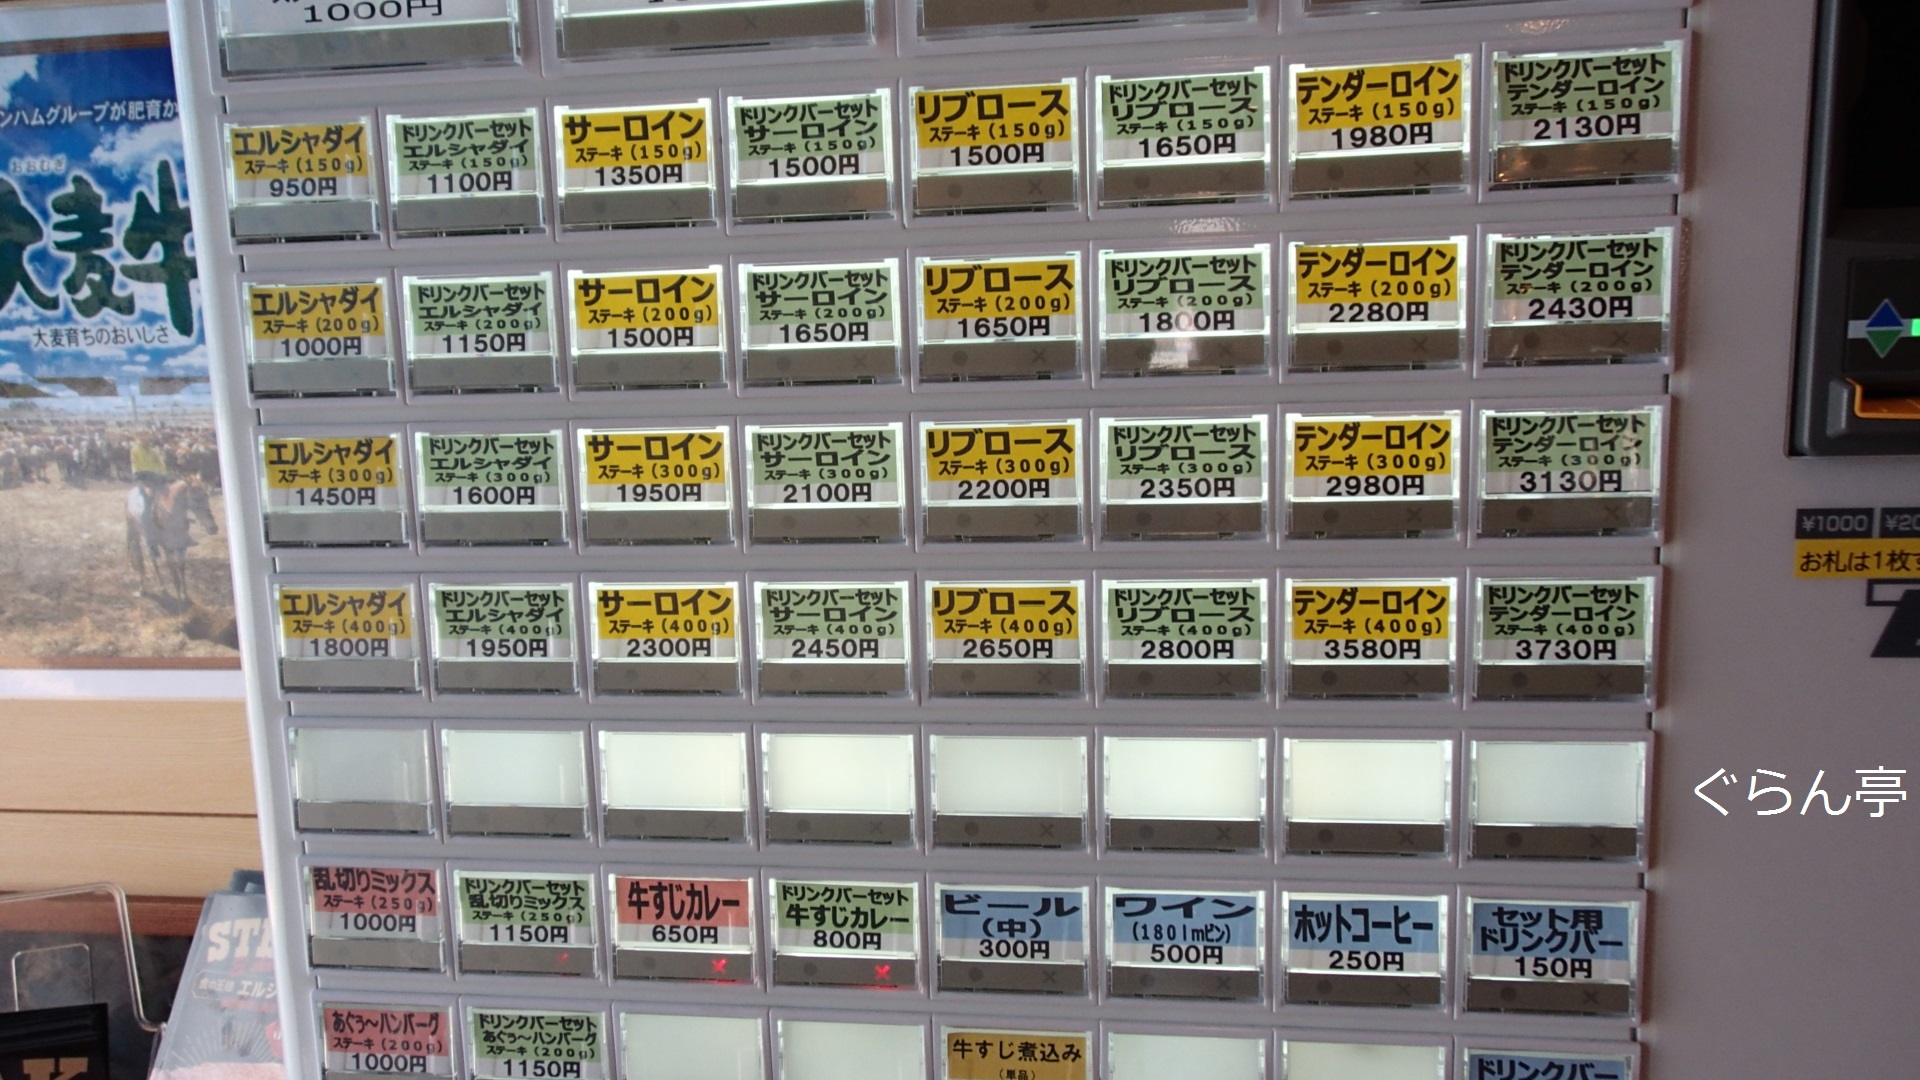 1000円
ンハムグループが肥育か
おおむぎ
麦牛
大麦育ちのおいしさ
エルシャダイ
ステーキ(150g)
950円
ドリンクバーセット
エルシャダイ
ステーキ(150g)
1100円
サーロイン
ステーキ(150g)
1350円
ドリンクバーセット
サーロイン
ステーキ(150g)
1500円
リブロース
ステーキ(150g)
1500円
ドリンクバーセット
リブロース
ステーキ(150g)
1650円
テンダーロイン
ステーキ(150g)
1980円
ドリンクバーセット
テンダーロイン
ステーキ(150g)
2130円
エルシャダイ
ステーキ(200g)
1000円
ドリンクバーセット
エルシャダイ
ステーキ(200g)
1150円
サーロイン
ステーキ(200g)
1500円
ドリンクバーセット
サーロイン
ステーキ(200g)
1650円
リブロース
ステーキ(200g)
1650円
ドリンクバーセット
リブロース
ステーキ(200g)
1800円
テンダーロイン
ステーキ(200g)
2280円
ドリンクバーセット
テンダーロイン
ステーキ(200g)
2430円
エルシャダイ
ステーキ(300g)
1450円
ドリンクバーセット
エルシャダイ
ステーキ(300g)
1600円
サーロイン
ステーキ(300g)
1950円
ドリンクバーセット
サーロイン
ステーキ(300g)
2100円
リブロース
ステーキ(300g)
2200円
ドリンクバーセット
リブロース
ステーキ(300g)
2350円
テンダーロイン
ステーキ(300g)
2980円
ドリンクバーセット
テンダーロイン
ステーキ(300g)
3130円
¥1000 ¥20
お札は1枚ず
エルシャダイ
ステーキ(400g)
1800円
ドリンクバーセット
エルシャダイ
ステーキ(400g)
1950円
サーロイン
ステーキ(400g)
2300円
ドリンクバーセット
サーロイン
ステーキ(400g)
2450円
リブロース
ステーキ(400g)
2650円
ドリンクバーセット
リブロース
ステーキ(400g)
2800円
テンダーロイン
ステーキ(400g)
3580円
ドリンクバーセット
テンダーロイン
ステーキ(400g)
3730円
ぐらん亭
乱切りミックス
ステーキ(250g)
1000円
ドリンクバーセット
乱切りミックス
ステーキ(250g)
1150円
牛すじカレー
650円
ドリンクバーセット
牛すじカレー
800円
ビール
(中)
300円
ワイン
(180lmビン)
500円
ホットコーヒー
250円
セット用
ドリンクバー
150円
あぐぅ〜ハンバーグ
ステーキ(200g)
1000円
ドリンクバーセット
あぐぅ〜ハンバーグ
ステーキ(200g)
1150円
牛すじ煮込み
(単品)
ドリンクバー